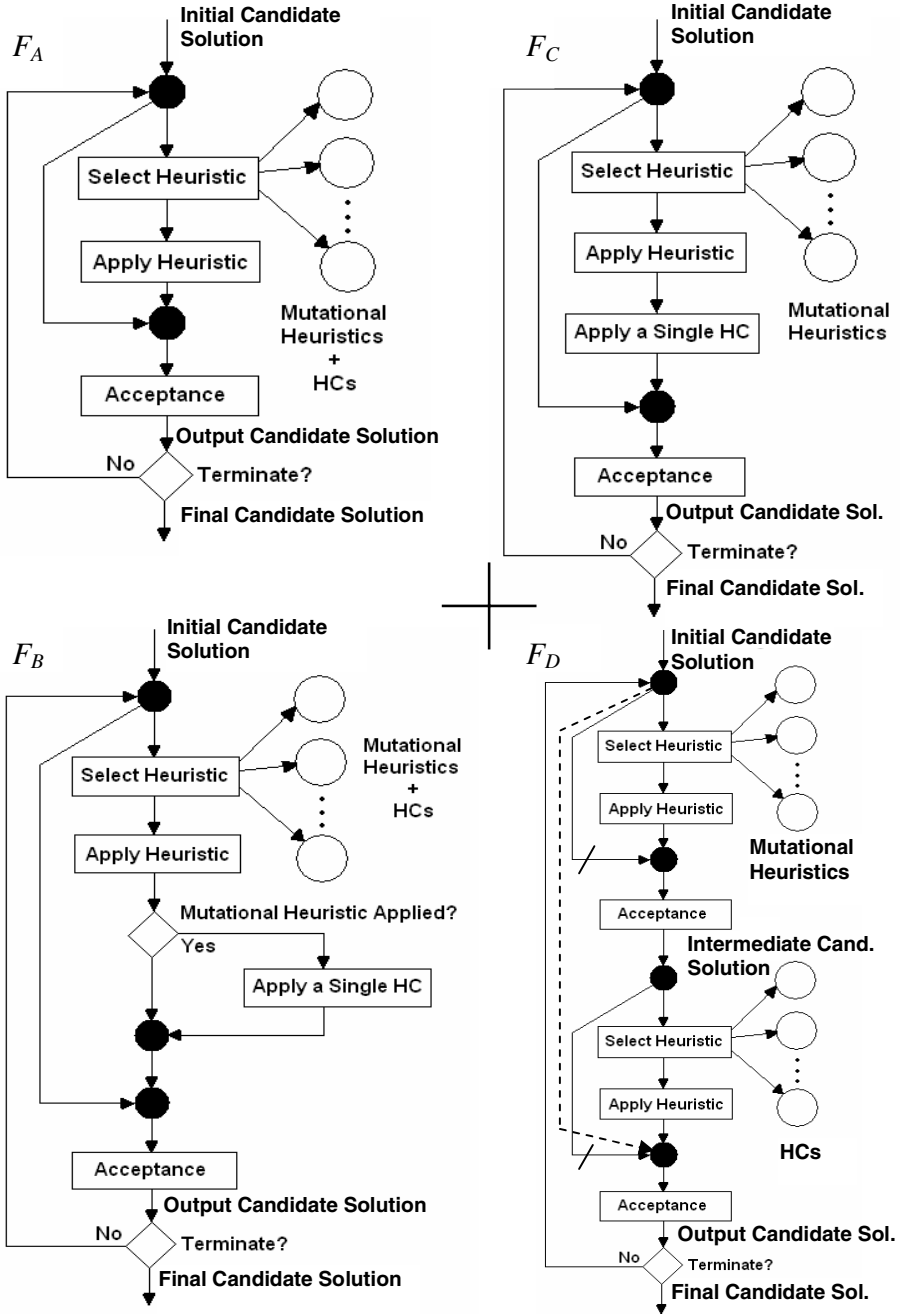 F_A
Initial Candidate
Solution
Select Heuristic
Apply Heuristic
Mutational
Heuristics
+
HCs
Acceptance
Output Candidate Solution
No
Terminate?
Final Candidate Solution
F_C
Initial Candidate
Solution
Select Heuristic
Apply Heuristic
Apply a Single HC
Mutational
Heuristics
Acceptance
Output Candidate Sol.
No
Terminate?
Final Candidate Sol.
F_B
Initial Candidate
Solution
Mutational
Heuristics
+
HCs
Select Heuristic
Apply Heuristic
Mutational Heuristic Applied?
Yes
Apply a Single HC
Acceptance
Output Candidate Solution
No
Terminate?
Final Candidate Solution
F_D
Initial Candidate
Solution
Select Heuristic
Apply Heuristic
Mutational
Heuristics
Acceptance
Intermediate Cand.
Solution
Select Heuristic
Apply Heuristic
HCs
Acceptance
Output Candidate Sol.
No
Terminate?
Final Candidate Sol.